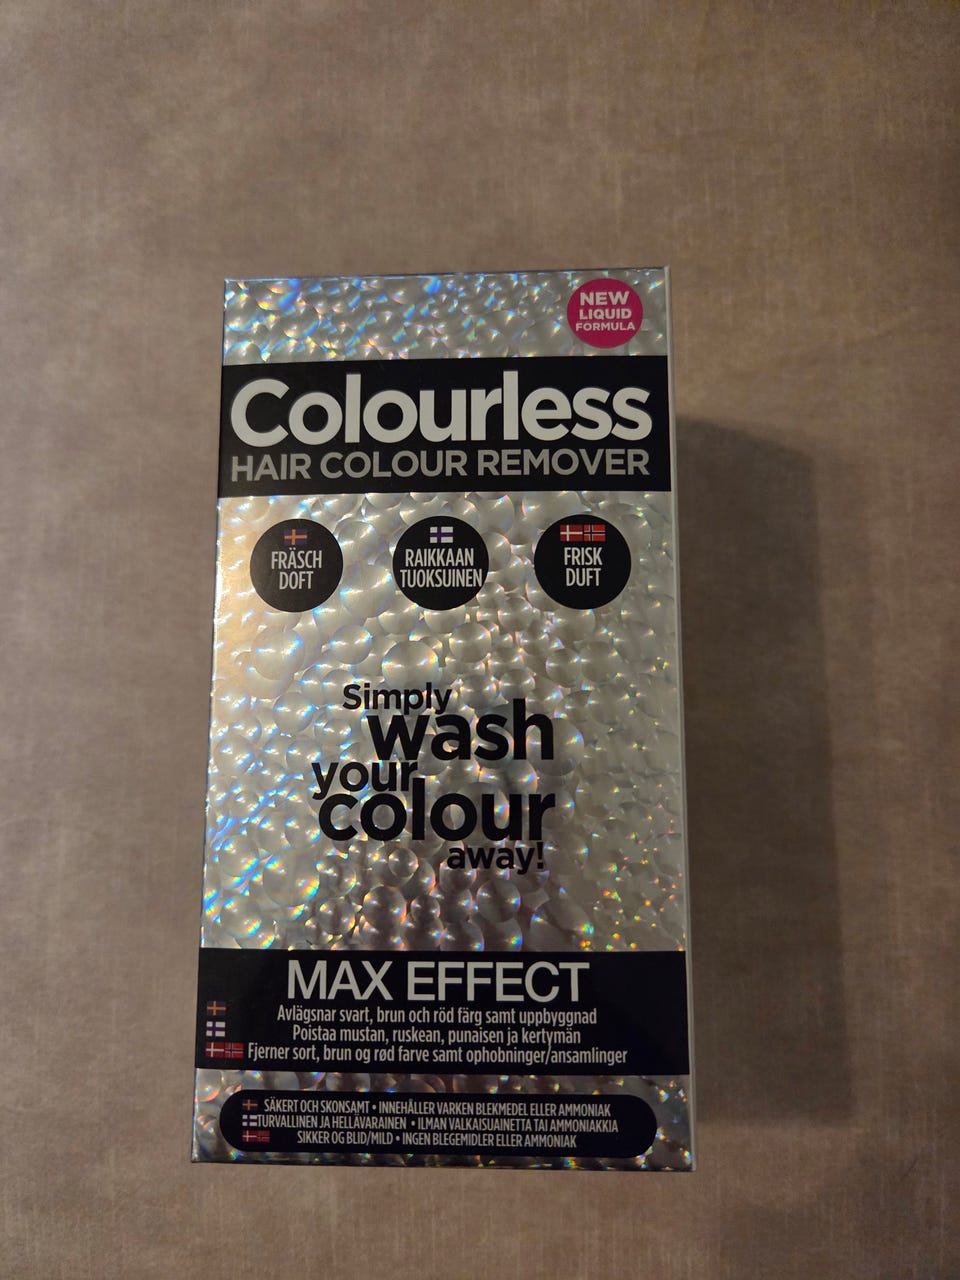 NEW
LIQUID
FORMULA
Colourless
HAIR COLOUR REMOVER
FRÄSCH
DOFT
RAIKKAAN
TUOKSUINEN
FRISK
DUFT
Simply
wash
your
colour
away!
MAX EFFECT
Avlägsnar svart, brun och röd färg samt uppbyggnad
Poistaa mustan, ruskean, punaisen ja kertymän
Fjerner sort, brun og rød farve samt ophobninger/ansamlinger
SÄKERT OCH SKONSAMT • INNEHÅLLER VARKEN BLEKMEDEL ELLER AMMONIAK
TURVALLINEN JA HELLÄVARAINEN • ILMAN VALKAISUAINETTA TAI AMMONIAKKIA
SIKKER OG BLID/MILD • INGEN BLEGEMIDLER ELLER AMMONIAK